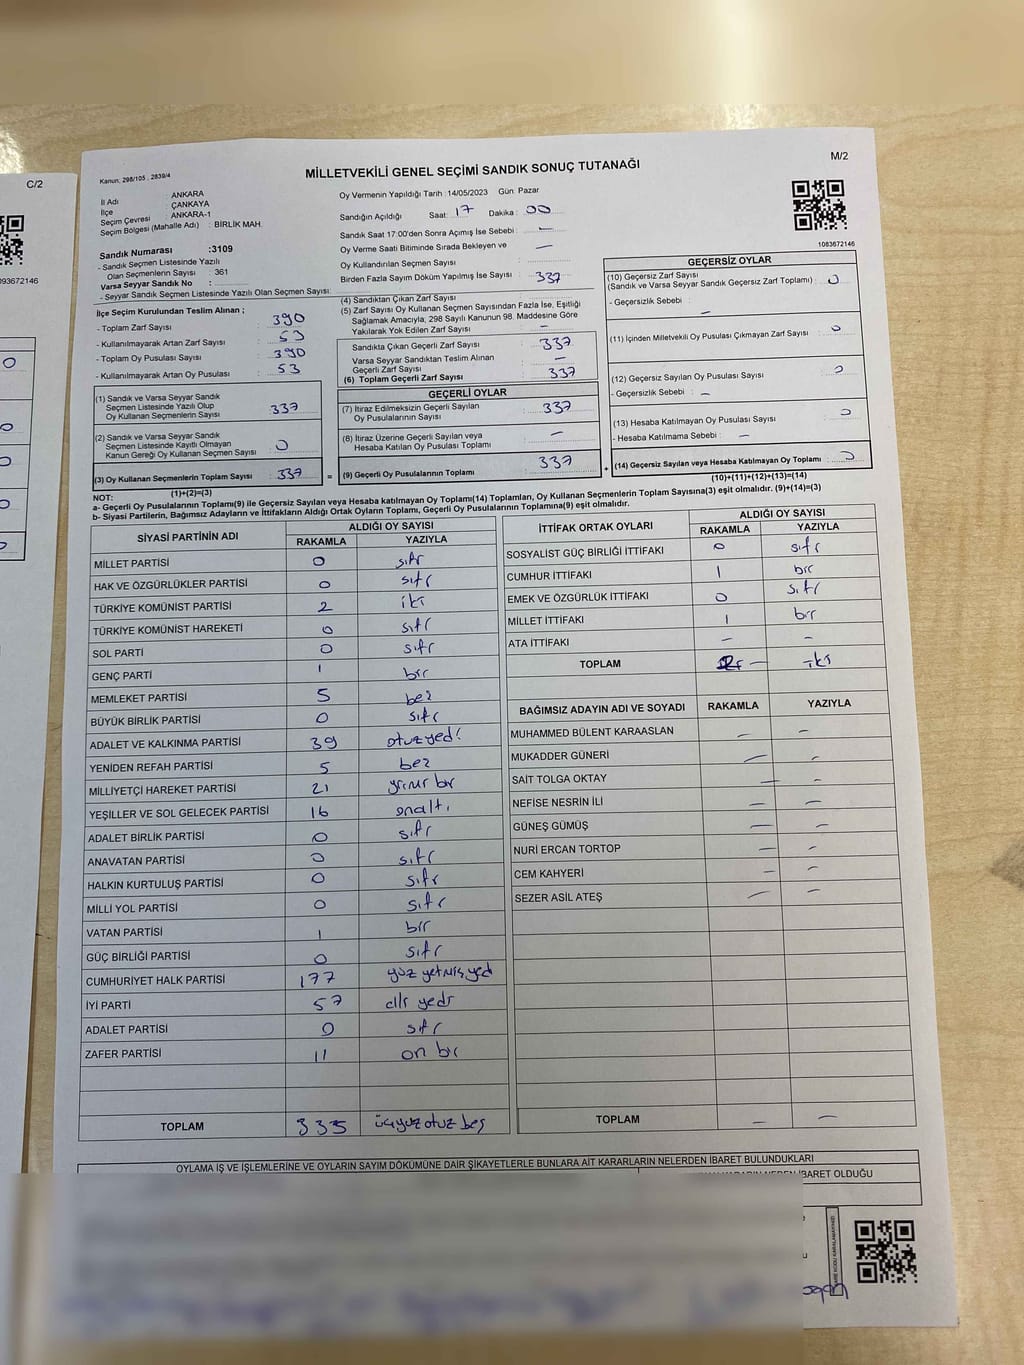 C/2
093672146
Kanun, 298/105 , 2839/4
MİLLETVEKİLİ GENEL SEÇİMİ SANDIK SONUÇ TUTANAĞI
M/2
İl Adı : ANKARA
İlçe : ÇANKAYA
Seçim Çevresi : ANKARA-1
Seçim Bölgesi (Mahalle Adı) : BİRLİK MAH.
Sandık Numarası :3109
- Sandık Seçmen Listesinde Yazılı
Olan Seçmenlerin Sayısı : 361
Varsa Seyyar Sandık No :
- Seyyar Sandık Seçmen Listesinde Yazılı Olan Seçmen Sayısı:
Oy Vermenin Yapıldığı Tarih : 14/05/2023 Gün: Pazar
Sandığın Açıldığı Saat: 17 Dakika : 00
Sandık Saat 17:00'den Sonra Açılmış İse Sebebi : —
Oy Verme Saati Bitiminde Sırada Bekleyen ve —
Oy Kullandırılan Seçmen Sayısı :
Birden Fazla Sayım Döküm Yapılmış İse Sayısı : 337
1083672146
İlçe Seçim Kurulundan Teslim Alınan ;
- Toplam Zarf Sayısı : 390
- Kullanılmayarak Artan Zarf Sayısı : 53
- Toplam Oy Pusulası Sayısı : 390
- Kullanılmayarak Artan Oy Pusulası : 53
(1) Sandık ve Varsa Seyyar Sandık
Seçmen Listesinde Yazılı Olup
Oy Kullanan Seçmenlerin Sayısı : 337
(2) Sandık ve Varsa Seyyar Sandık
Seçmen Listesinde Kayıtlı Olmayan
Kanun Gereği Oy Kullanan Seçmen Sayısı : 0
(3) Oy Kullanan Seçmenlerin Toplam Sayısı : 337
(1)+(2)=(3)
(4) Sandıktan Çıkan Zarf Sayısı :
(5) Zarf Sayısı Oy Kullanan Seçmen Sayısından Fazla İse, Eşitliği
Sağlamak Amacıyla, 298 Sayılı Kanunun 98. Maddesine Göre
Yakılarak Yok Edilen Zarf Sayısı : —
Sandıkta Çıkan Geçerli Zarf Sayısı : 337
Varsa Seyyar Sandıktan Teslim Alınan
Geçerli Zarf Sayısı : —
(6) Toplam Geçerli Zarf Sayısı : 337
GEÇERLİ OYLAR
(7) İtiraz Edilmeksizin Geçerli Sayılan
Oy Pusulalarının Sayısı : 337
(8) İtiraz Üzerine Geçerli Sayılan veya
Hesaba Katılan Oy Pusulası Toplamı : —
= (9) Geçerli Oy Pusulalarının Toplamı : 337 +
GEÇERSİZ OYLAR
(10) Geçersiz Zarf Sayısı
(Sandık ve Varsa Seyyar Sandık Geçersiz Zarf Toplamı) : 0
- Geçersizlik Sebebi : —
(11) İçinden Milletvekili Oy Pusulası Çıkmayan Zarf Sayısı : 0
(12) Geçersiz Sayılan Oy Pusulası Sayısı : 0
- Geçersizlik Sebebi : —
(13) Hesaba Katılmayan Oy Pusulası Sayısı : 0
- Hesaba Katılmama Sebebi : —
(14) Geçersiz Sayılan veya Hesaba Katılmayan Oy Toplamı : 0
(10)+(11)+(12)+(13)=(14)
NOT:
a- Geçerli Oy Pusulalarının Toplamı(9) ile Geçersiz Sayılan veya Hesaba katılmayan Oy Toplamı(14) Toplamları, Oy Kullanan Seçmenlerin Toplam Sayısına(3) eşit olmalıdır. (9)+(14)=(3)
b- Siyasi Partilerin, Bağımsız Adayların ve İttifakların Aldığı Ortak Oyların Toplamı, Geçerli Oy Pusulalarının Toplamına(9) eşit olmalıdır.
SİYASİ PARTİNİN ADI ALDIĞI OY SAYISI
RAKAMLA YAZIYLA
MİLLET PARTİSİ 0 sıfır
HAK VE ÖZGÜRLÜKLER PARTİSİ 0 sıfır
TÜRKİYE KOMÜNİST PARTİSİ 2 iki
TÜRKİYE KOMÜNİST HAREKETİ 0 sıfır
SOL PARTİ 0 sıfır
GENÇ PARTİ 1 bir
MEMLEKET PARTİSİ 5 beş
BÜYÜK BİRLİK PARTİSİ 0 sıfır
ADALET VE KALKINMA PARTİSİ 39 otuzyedi
YENİDEN REFAH PARTİSİ 5 beş
MİLLİYETÇİ HAREKET PARTİSİ 21 yirmi bir
YEŞİLLER VE SOL GELECEK PARTİSİ 16 onaltı
ADALET BİRLİK PARTİSİ 0 sıfır
ANAVATAN PARTİSİ 0 sıfır
HALKIN KURTULUŞ PARTİSİ 0 sıfır
MİLLİ YOL PARTİSİ 0 sıfır
VATAN PARTİSİ 1 bir
GÜÇ BİRLİĞİ PARTİSİ 0 sıfır
CUMHURİYET HALK PARTİSİ 177 yüz yetmiş yedi
İYİ PARTİ 57 elli yedi
ADALET PARTİSİ 0 sıfır
ZAFER PARTİSİ 11 on bir
TOPLAM 335 üçyüz otuz beş
İTTİFAK ORTAK OYLARI ALDIĞI OY SAYISI
RAKAMLA YAZIYLA
SOSYALİST GÜÇ BİRLİĞİ İTTİFAKI 0 sıfır
CUMHUR İTTİFAKI 1 bir
EMEK VE ÖZGÜRLÜK İTTİFAKI 0 sıfır
MİLLET İTTİFAKI 1 bir
ATA İTTİFAKI — —
TOPLAM — iki
BAĞIMSIZ ADAYIN ADI VE SOYADI RAKAMLA YAZIYLA
MUHAMMED BÜLENT KARAASLAN — —
MUKADDER GÜNERİ — —
SAİT TOLGA OKTAY — —
NEFİSE NESRİN İLİ — —
GÜNEŞ GÜMÜŞ — —
NURİ ERCAN TORTOP — —
CEM KAHYERİ — —
SEZER ASİL ATEŞ — —
TOPLAM — —
OYLAMA İŞ VE İŞLEMLERİNE VE OYLARIN SAYIM DÖKÜMÜNE DAİR ŞİKAYETLERLE BUNLARA AİT KARARLARIN NELERDEN İBARET BULUNDUKLARI
İBARET OLDUĞU